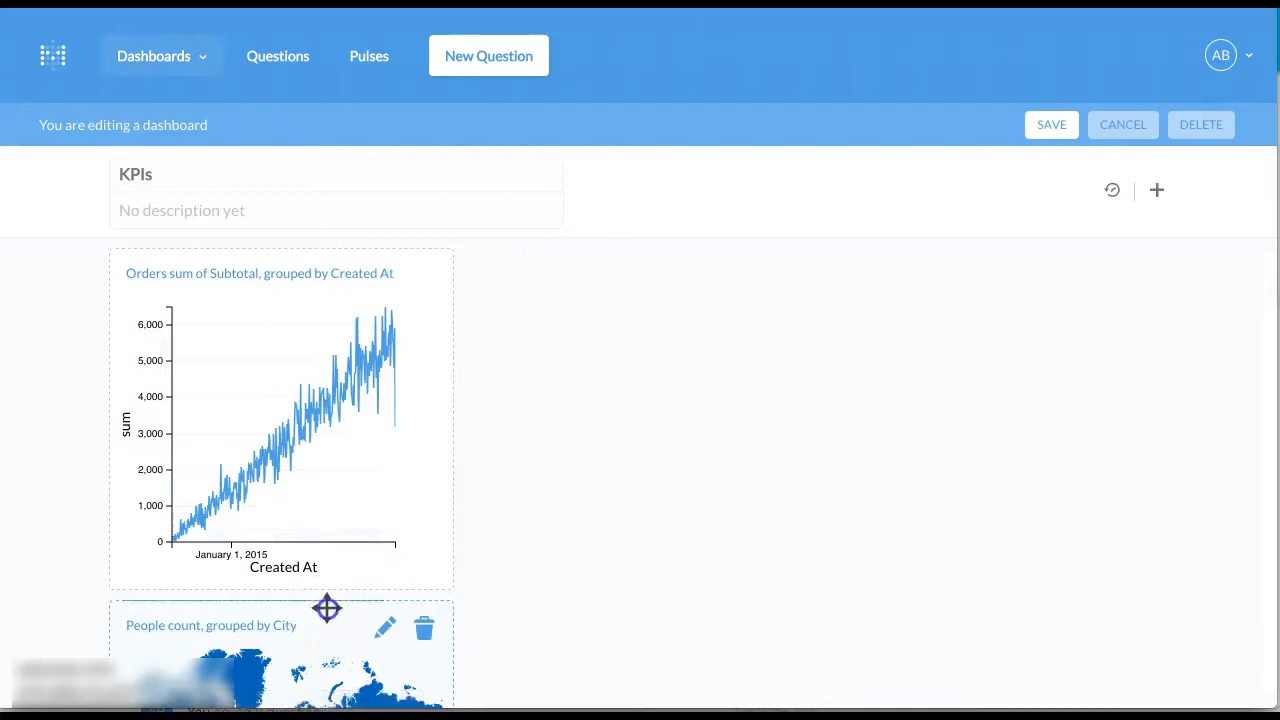 Dashboards
Questions
Pulses
New Question
AB
You are editing a dashboard
SAVE
CANCEL
DELETE
KPIs
No description yet
Orders sum of Subtotal, grouped by Created At
6,000
5,000
4,000
3,000
2,000
1,000
0
sum
January 1, 2015
Created At
People count, grouped by City